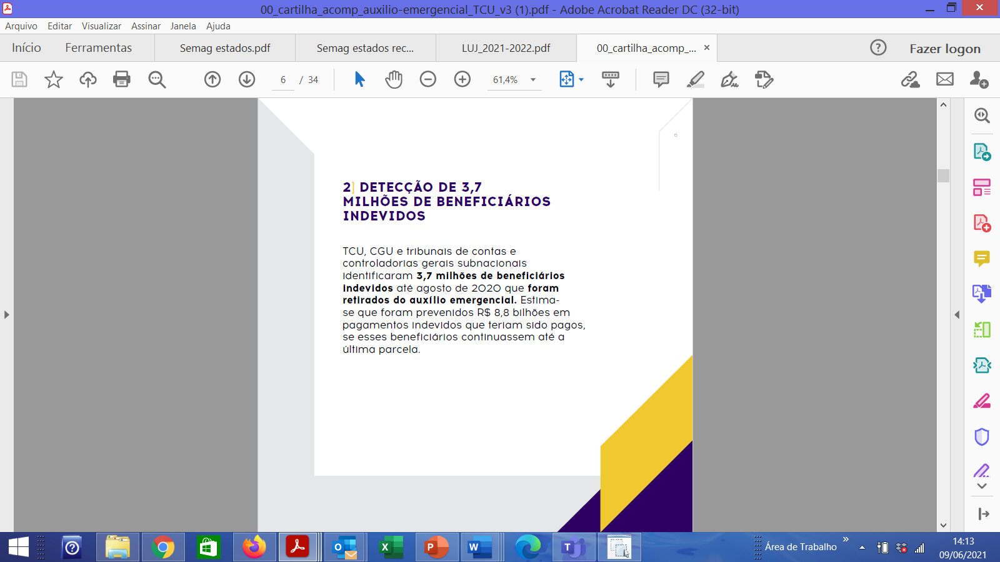 00_cartilha_acomp_auxilio-emergencial_TCU_v3 (1).pdf - Adobe Acrobat Reader DC (32-bit)
Arquivo Editar Visualizar Assinar Janela Ajuda
Início Ferramentas Semag estados.pdf Semag estados rec... LUJ_2021-2022.pdf 00_cartilha_acomp_... × ? Fazer logon
6 / 34 61,4%
6
2] DETECÇÃO DE 3,7
MILHÕES DE BENEFICIÁRIOS
INDEVIDOS
TCU, CGU e tribunais de contas e
controladorias gerais subnacionais
identificaram 3,7 milhões de beneficiários
indevidos até agosto de 2020 que foram
retirados do auxílio emergencial. Estima-
se que foram prevenidos R$ 8,8 bilhões em
pagamentos indevidos que teriam sido pagos,
se esses beneficiários continuassem até a
última parcela.
Área de Trabalho » 14:13
09/06/2021